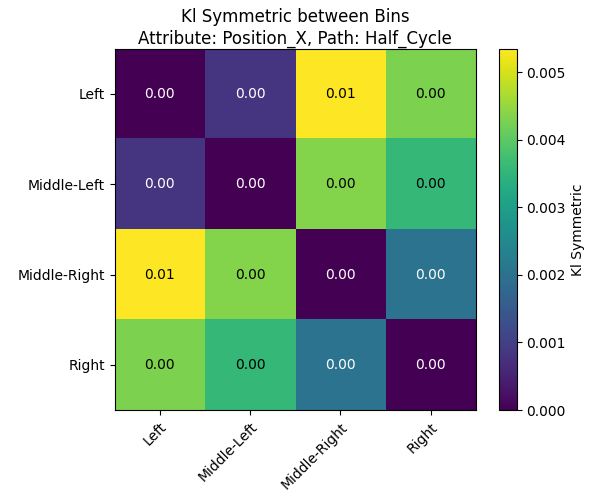 Kl Symmetric between Bins
Attribute: Position_X, Path: Half_Cycle
Left 0.00 0.00 0.01 0.00
Middle-Left 0.00 0.00 0.00 0.00
Middle-Right 0.01 0.00 0.00 0.00
Right 0.00 0.00 0.00 0.00
Left Middle-Left Middle-Right Right
0.005
0.004
0.003
0.002
0.001
0.000
Kl Symmetric